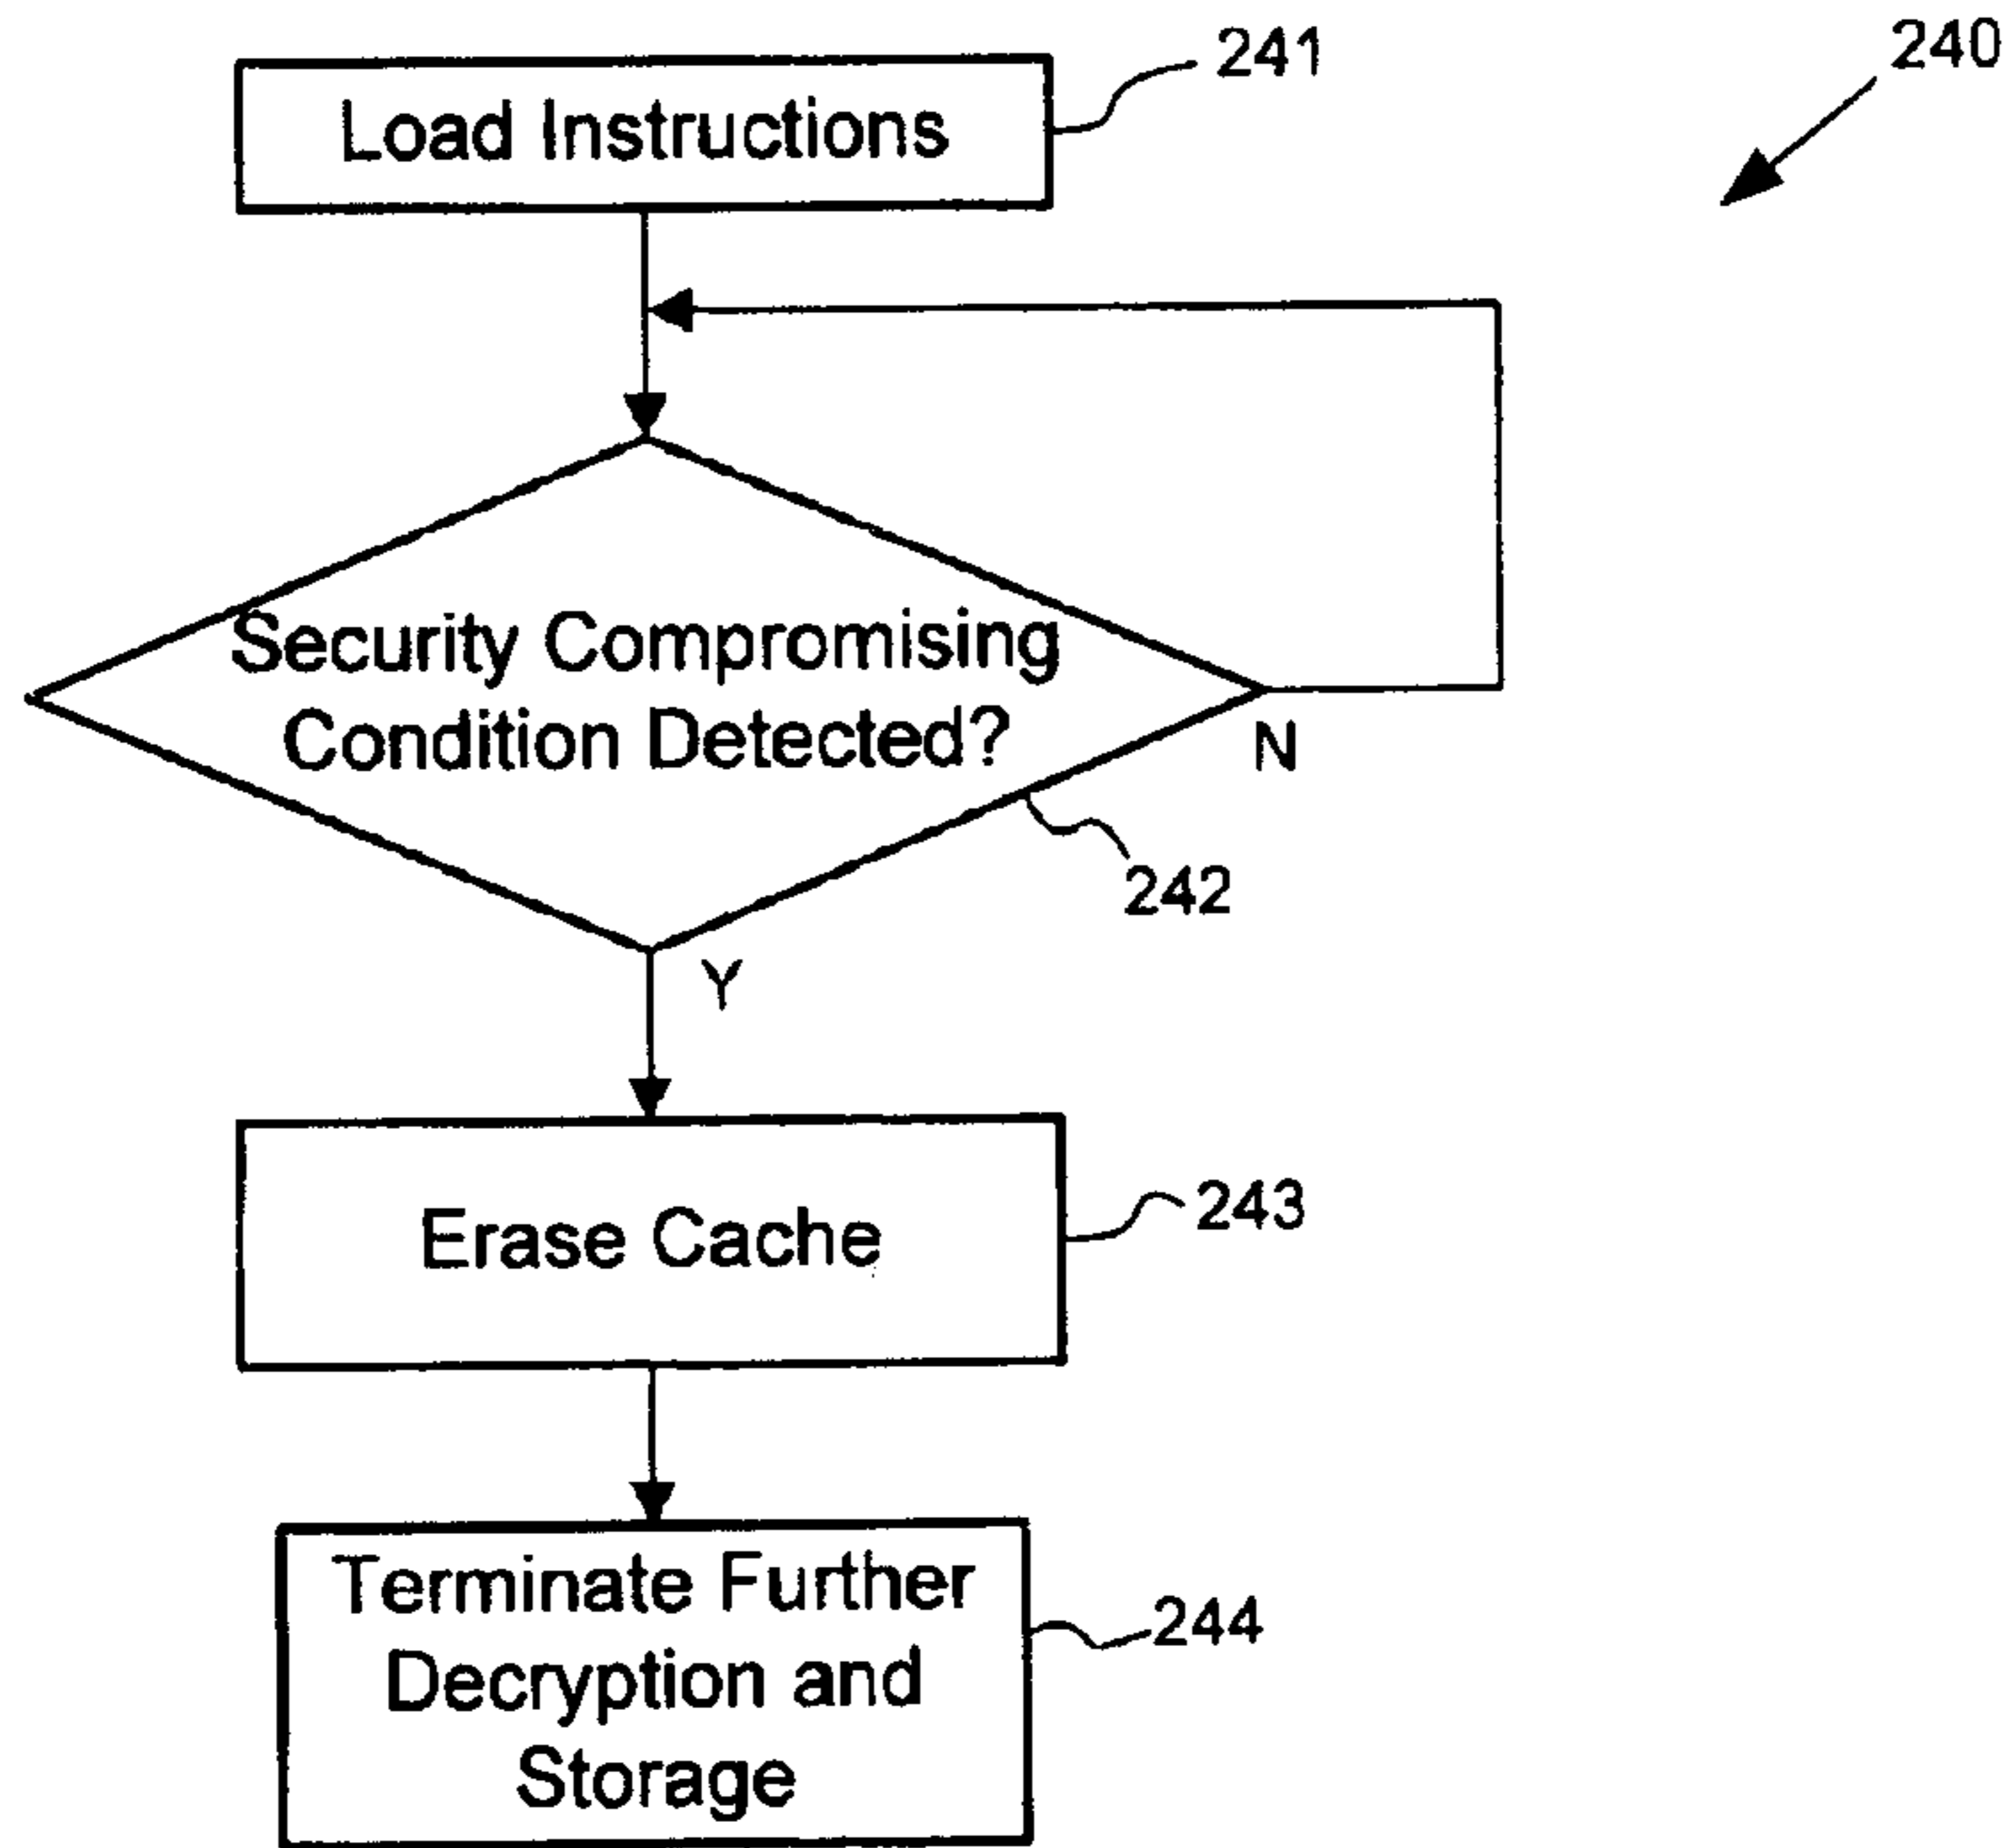 240
241
Load Instructions
Security Compromising
Condition Detected?
N
242
Y
Erase Cache
243
Terminate Further
Decryption and
Storage
244